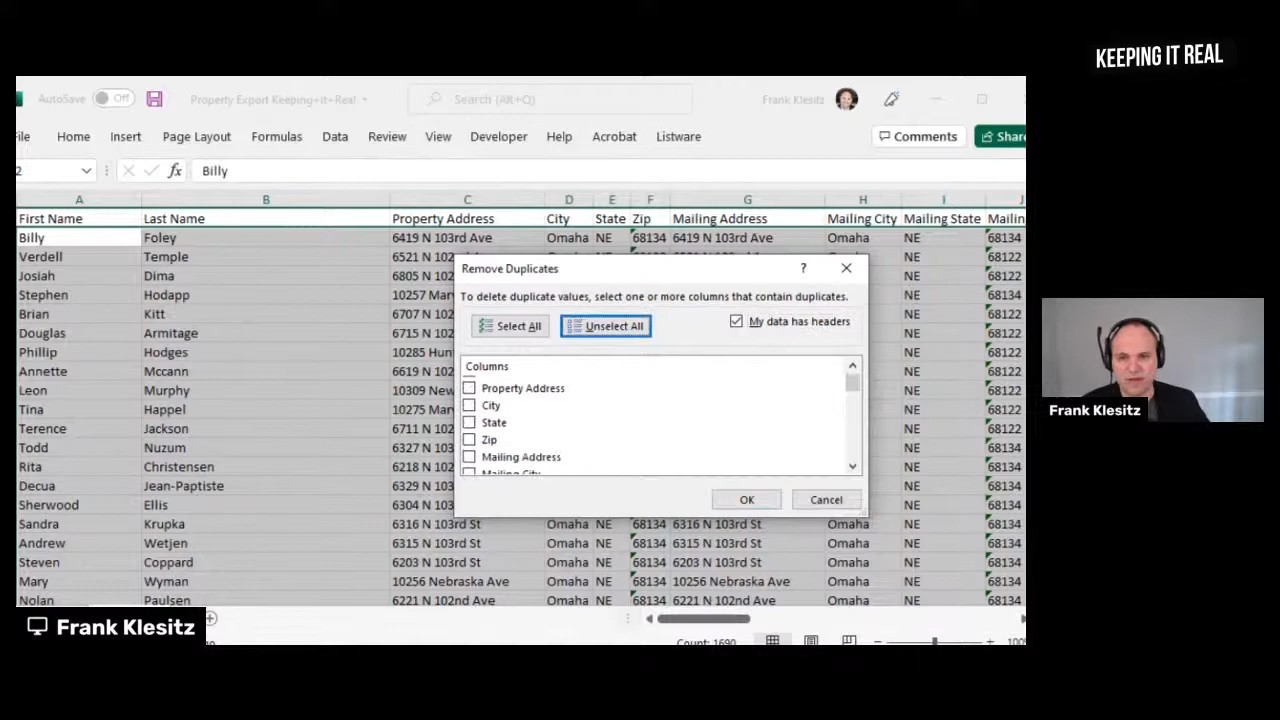 KEEPING IT REAL
AutoSave Off Property Export Keeping+It+Real Search (Alt+Q) Frank Klesitz
File Home Insert Page Layout Formulas Data Review View Developer Help Acrobat Listware Comments Share
2 fx Billy
A B C D E F G H I J
First Name Last Name Property Address City State Zip Mailing Address Mailing City Mailing State Mailin
Billy Foley 6419 N 103rd Ave Omaha NE 68134 6419 N 103rd Ave Omaha NE 68134
Verdell Temple 6521 N 102 NE 68122
Josiah Dima 6805 N 102 NE 68122
Stephen Hodapp 10257 Mar NE 68134
Brian Kitt 6707 N 102 NE 68122
Douglas Armitage 6715 N 102 NE 68122
Phillip Hodges 10285 Hun NE 68122
Annette Mccann 6619 N 102 NE 68122
Leon Murphy 10309 New NE 68122
Tina Happel 10275 Mar NE 68134
Terence Jackson 6711 N 102 NE 68122
Todd Nuzum 6327 N 103 NE 68134
Rita Christensen 6218 N 102 NE 68134
Decua Jean-Paptiste 6329 N 103 NE 68134
Sherwood Ellis 6304 N 103 NE 68134
Sandra Krupka 6316 N 103rd St Omaha NE 68134 6316 N 103rd St Omaha NE 68134
Andrew Wetjen 6315 N 103rd St Omaha NE 68134 6315 N 103rd St Omaha NE 68134
Steven Coppard 6203 N 103rd St Omaha NE 68134 6203 N 103rd St Omaha NE 68134
Mary Wyman 10256 Nebraska Ave Omaha NE 68134 10256 Nebraska Ave Omaha NE 68134
Nolan Paulsen 6221 N 102nd Ave Omaha NE 68134 6221 N 102nd Ave Omaha NE 68134
Remove Duplicates ?
To delete duplicate values, select one or more columns that contain duplicates.
Select All Unselect All My data has headers
Columns
Property Address
City
State
Zip
Mailing Address
Mailing City
OK Cancel
Count: 1690 100
Frank Klesitz
Frank Klesitz